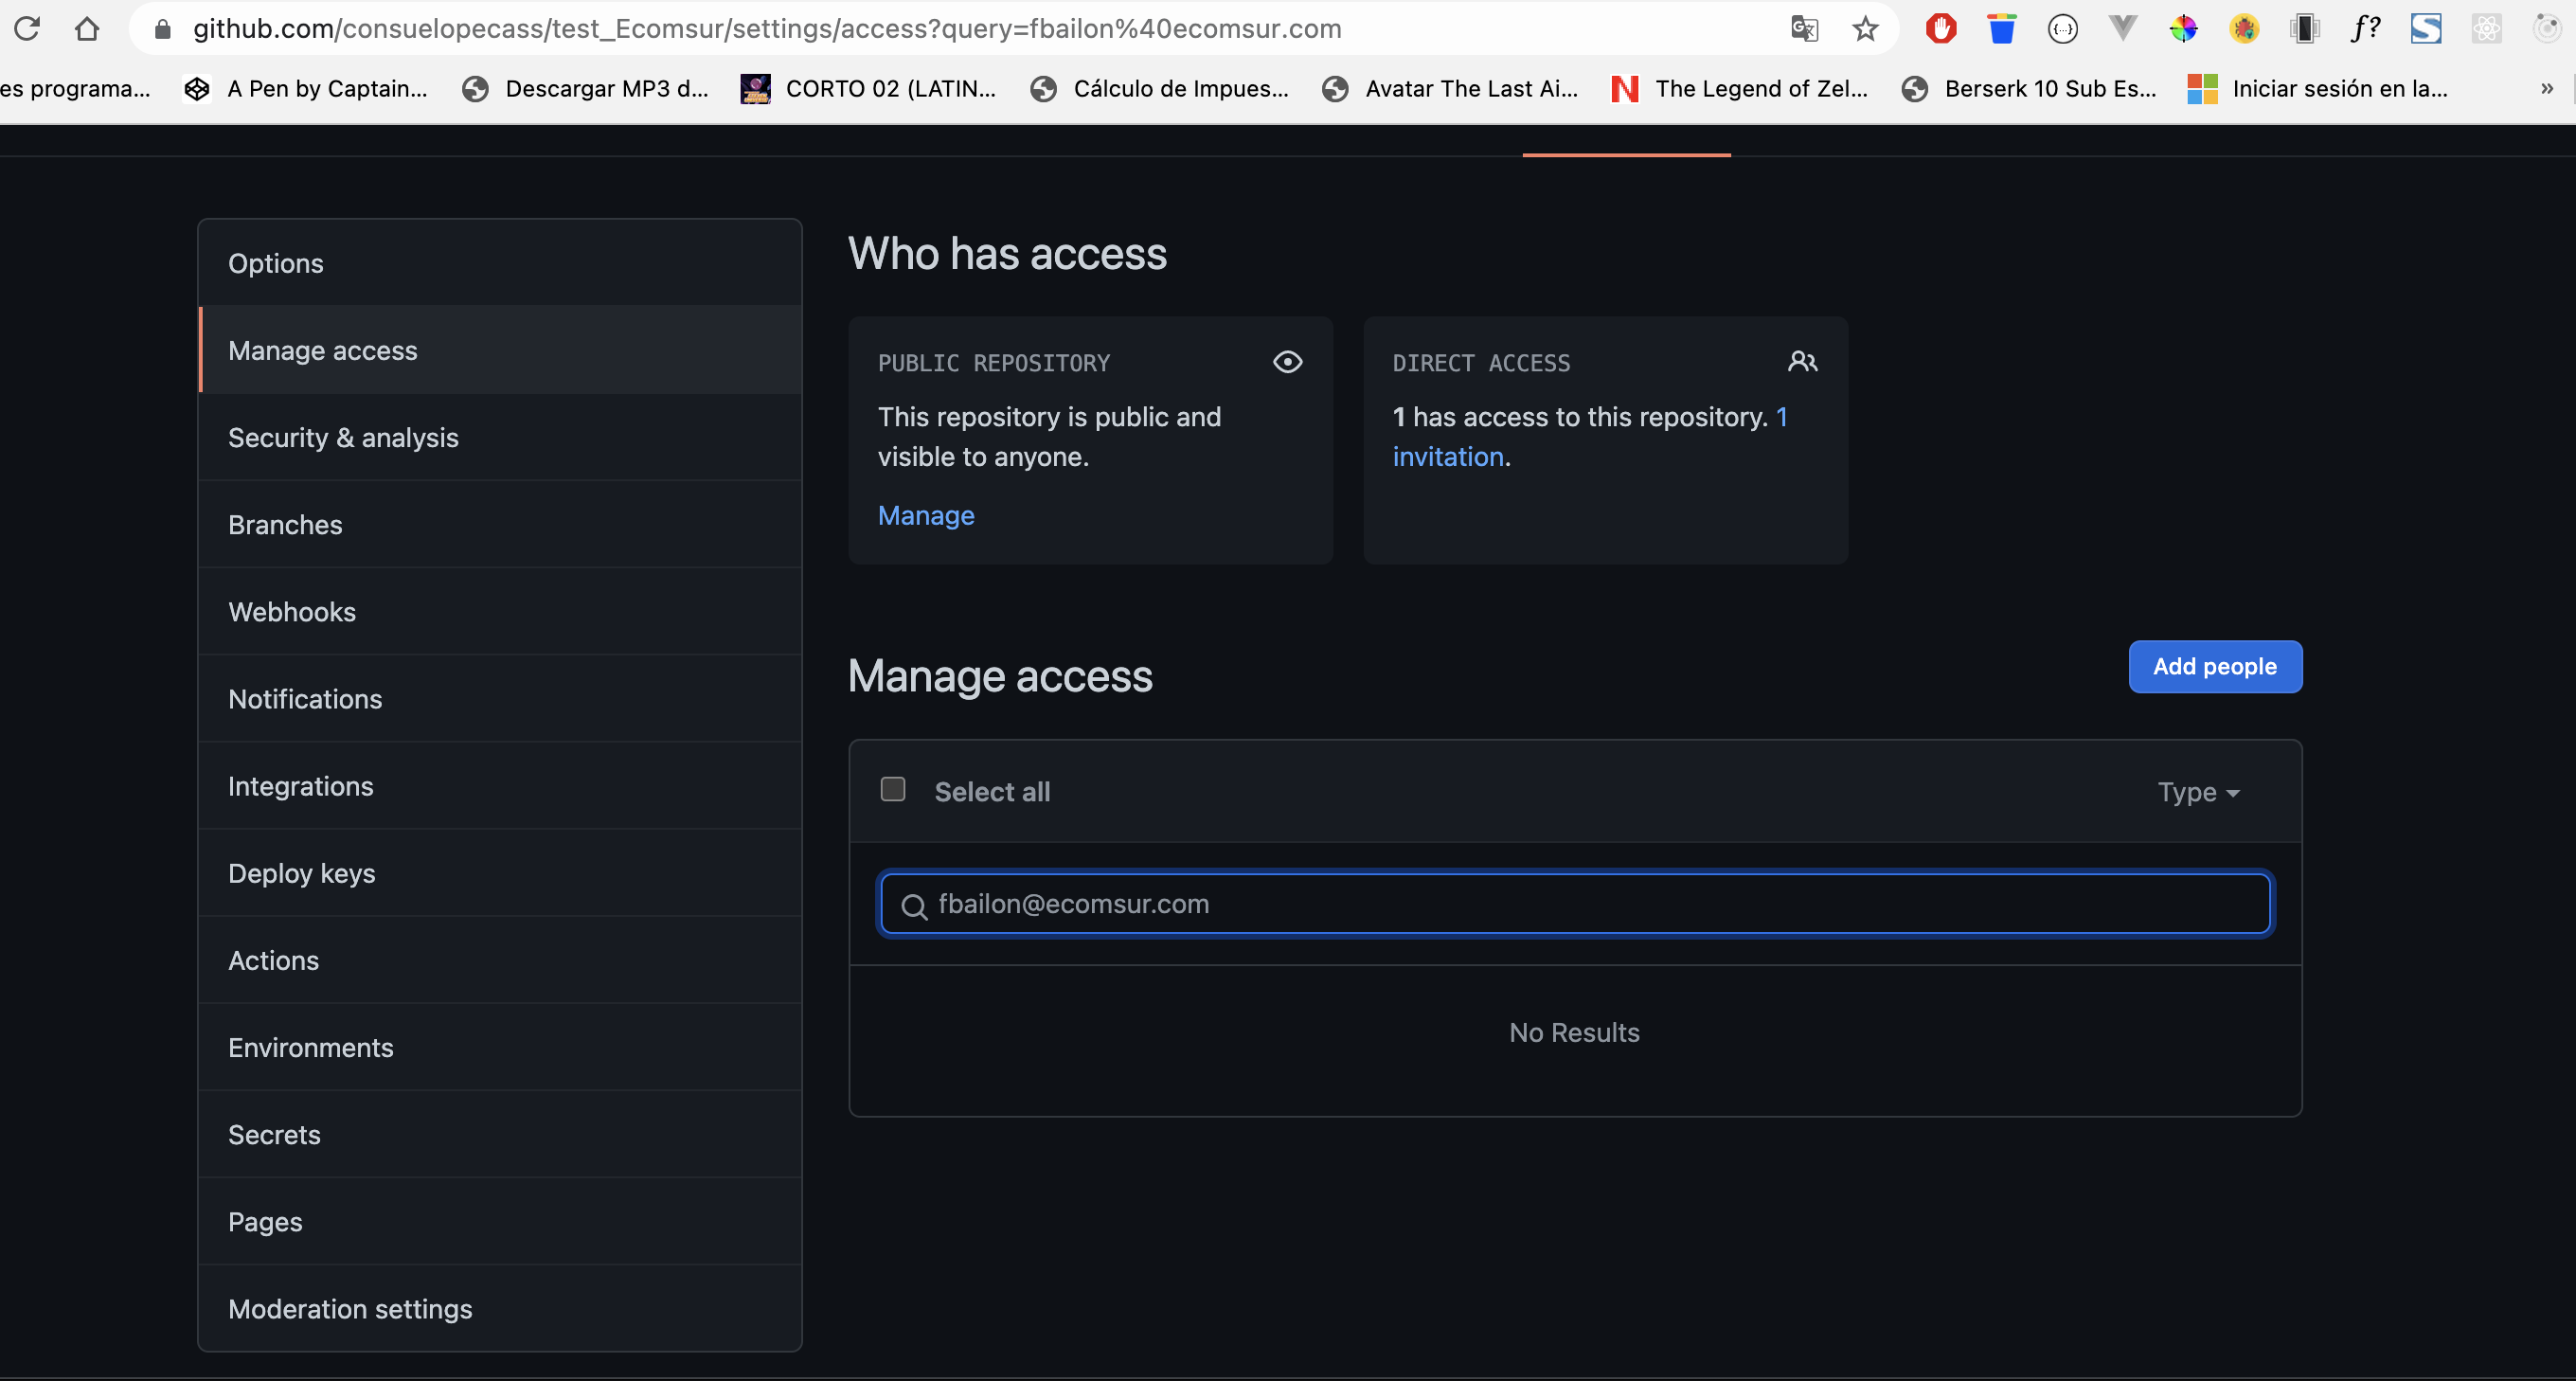 github.com/consuelopecass/test_Ecomsur/settings/access?query=fbailon%40ecomsur.com
f?
es programa...
A Pen by Captain...
Descargar MP3 d...
CORTO 02 (LATIN...
Cálculo de Impues...
Avatar The Last Ai...
The Legend of Zel...
Berserk 10 Sub Es...
Iniciar sesión en la...
»
Options
Manage access
Security & analysis
Branches
Webhooks
Notifications
Integrations
Deploy keys
Actions
Environments
Secrets
Pages
Moderation settings
Who has access
PUBLIC REPOSITORY
This repository is public and
visible to anyone.
Manage
DIRECT ACCESS
1 has access to this repository. 1
invitation.
Manage access
Add people
Select all
Type
fbailon@ecomsur.com
No Results